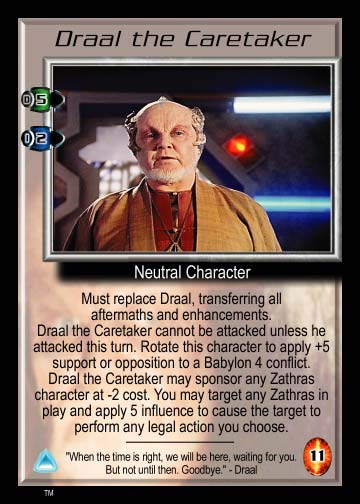 Draal the Caretaker
D 5
D 2
Neutral Character
Must replace Draal, transferring all
aftermaths and enhancements.
Draal the Caretaker cannot be attacked unless he
attacked this turn. Rotate this character to apply +5
support or opposition to a Babylon 4 conflict.
Draal the Caretaker may sponsor any Zathras
character at -2 cost. You may target any Zathras in
play and apply 5 influence to cause the target to
perform any legal action you choose.
"When the time is right, we will be here, waiting for you.
But not until then. Goodbye." - Draal
11
TM